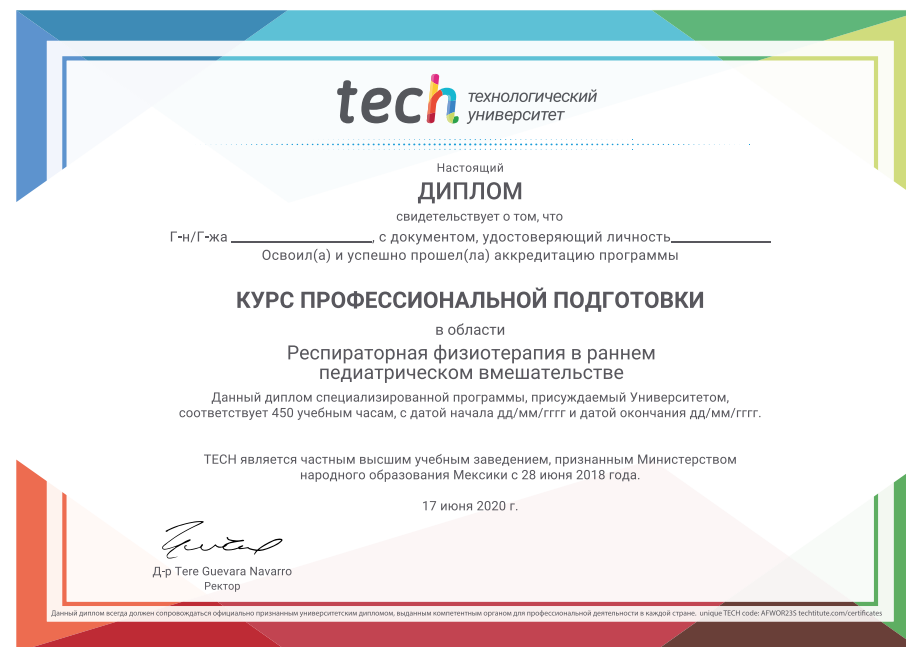 tech технологический
университет
Настоящий
ДИПЛОМ
свидетельствует о том, что
Г-н/Г-жа ____________________, с документом, удостоверяющий личность______________
Освоил(а) и успешно прошел(ла) аккредитацию программы
КУРС ПРОФЕССИОНАЛЬНОЙ ПОДГОТОВКИ
в области
Респираторная физиотерапия в раннем
педиатрическом вмешательстве
Данный диплом специализированной программы, присуждаемый Университетом,
соответствует 450 учебным часам, с датой начала дд/мм/гггг и датой окончания дд/мм/гггг.
TECH является частным высшим учебным заведением, признанным Министерством
народного образования Мексики с 28 июня 2018 года.
17 июня 2020 г.
Д-р Tere Guevara Navarro
Ректор
Данный диплом всегда должен сопровождаться официально признанным университетским дипломом, выданным компетентным органом для профессиональной деятельности в каждой стране. unique TECH code: AFWOR23S techtitute.com/certificates